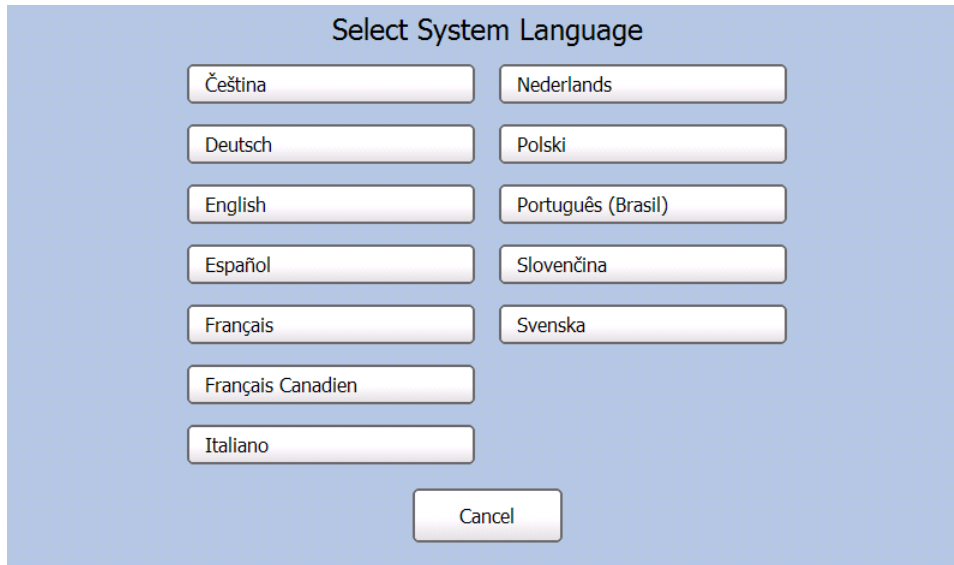 Select System Language
Čeština
Deutsch
English
Español
Français
Français Canadien
Italiano
Nederlands
Polski
Português (Brasil)
Slovenčina
Svenska
Cancel